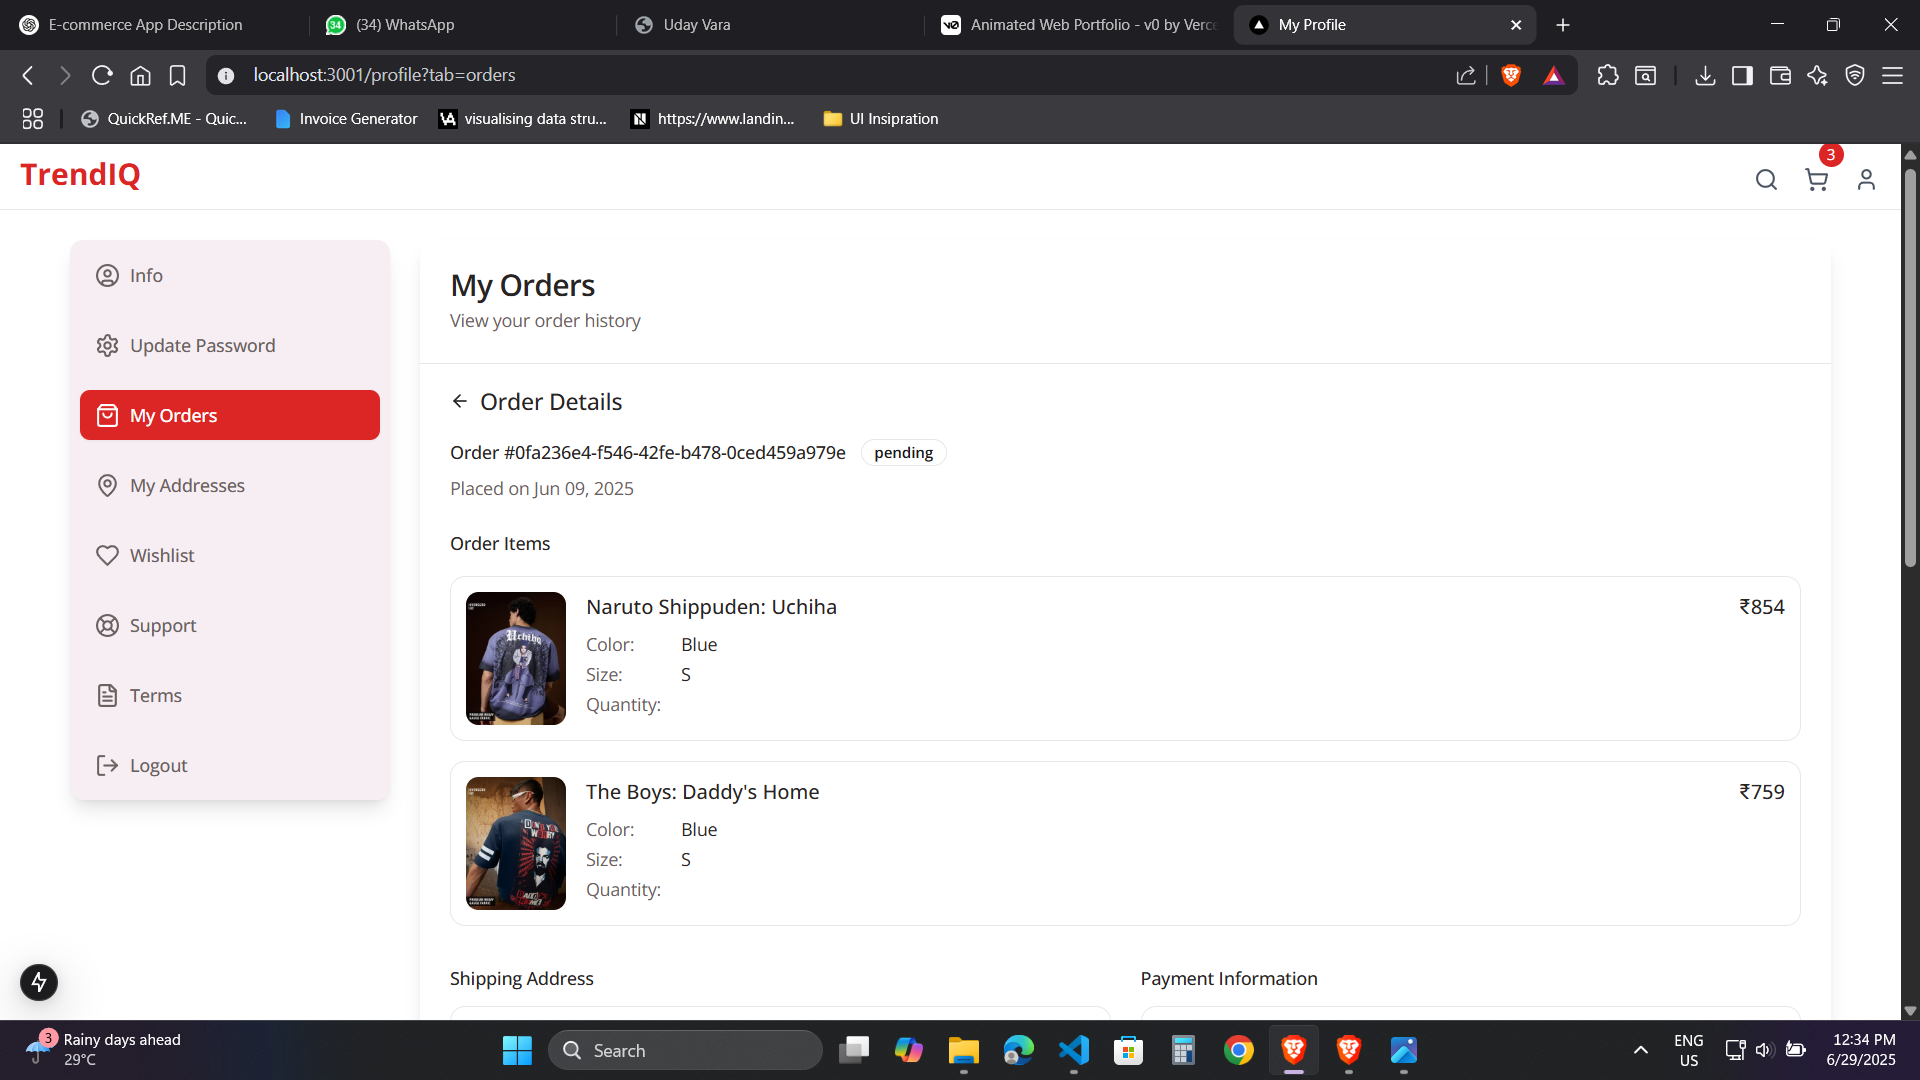 E-commerce App Description
(34) WhatsApp
Uday Vara
Animated Web Portfolio - v0 by Verce
My Profile
localhost:3001/profile?tab=orders
QuickRef.ME - Quic...
Invoice Generator
visualising data stru...
https://www.landin...
UI Insipration
TrendIQ
3
Info
Update Password
My Orders
My Addresses
Wishlist
Support
Terms
Logout
My Orders
View your order history
Order Details
Order #0fa236e4-f546-42fe-b478-0ced459a979e
pending
Placed on Jun 09, 2025
Order Items
Uchiha
Naruto Shippuden: Uchiha
₹854
Color: Blue
Size: S
Quantity:
The Boys: Daddy's Home
₹759
Color: Blue
Size: S
Quantity:
Shipping Address
Payment Information
3
Rainy days ahead
29°C
Search
ENG
US
12:34 PM
6/29/2025